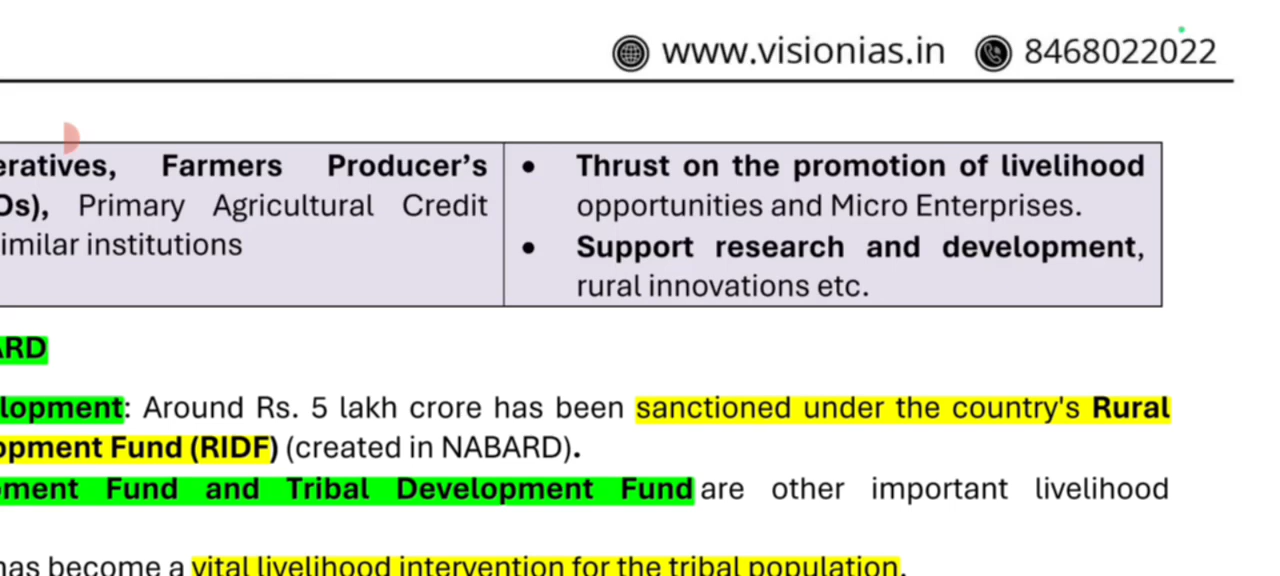 www.visionias.in 8468022022
eratives, Farmers Producer's
Os), Primary Agricultural Credit
imilar institutions
• Thrust on the promotion of livelihood
opportunities and Micro Enterprises.
• Support research and development,
rural innovations etc.
ARD
lopment: Around Rs. 5 lakh crore has been sanctioned under the country's Rural
opment Fund (RIDF) (created in NABARD).
ment Fund and Tribal Development Fund are other important livelihood
has become a vital livelihood intervention for the tribal population.